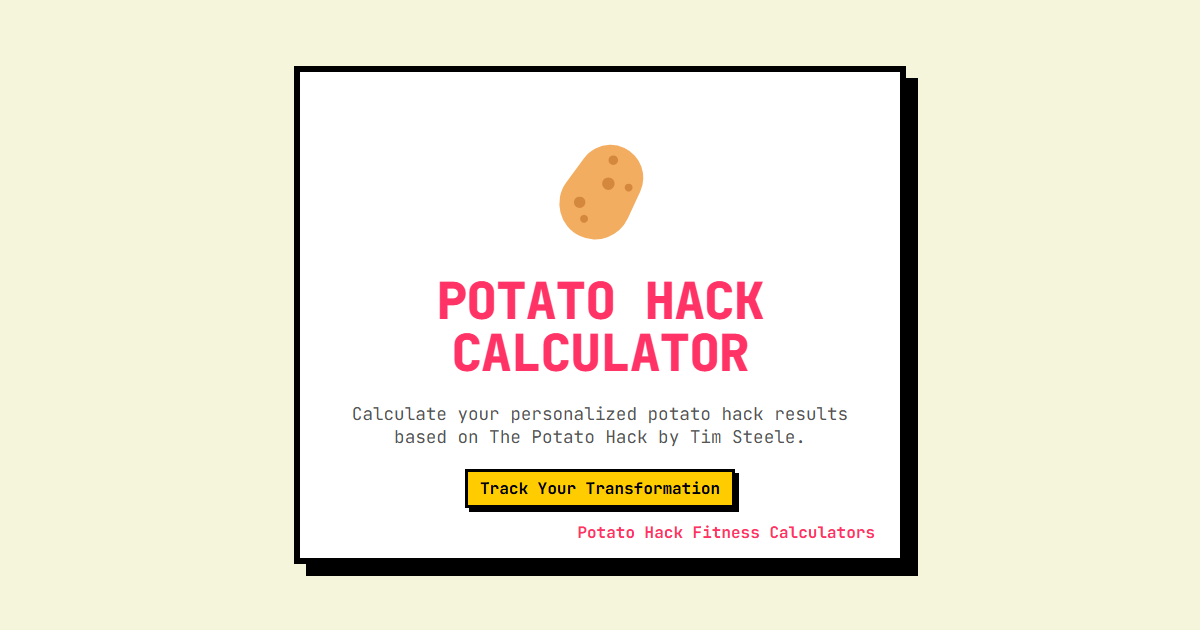 POTATO HACK
CALCULATOR
Calculate your personalized potato hack results
based on The Potato Hack by Tim Steele.
Track Your Transformation
Potato Hack Fitness Calculators